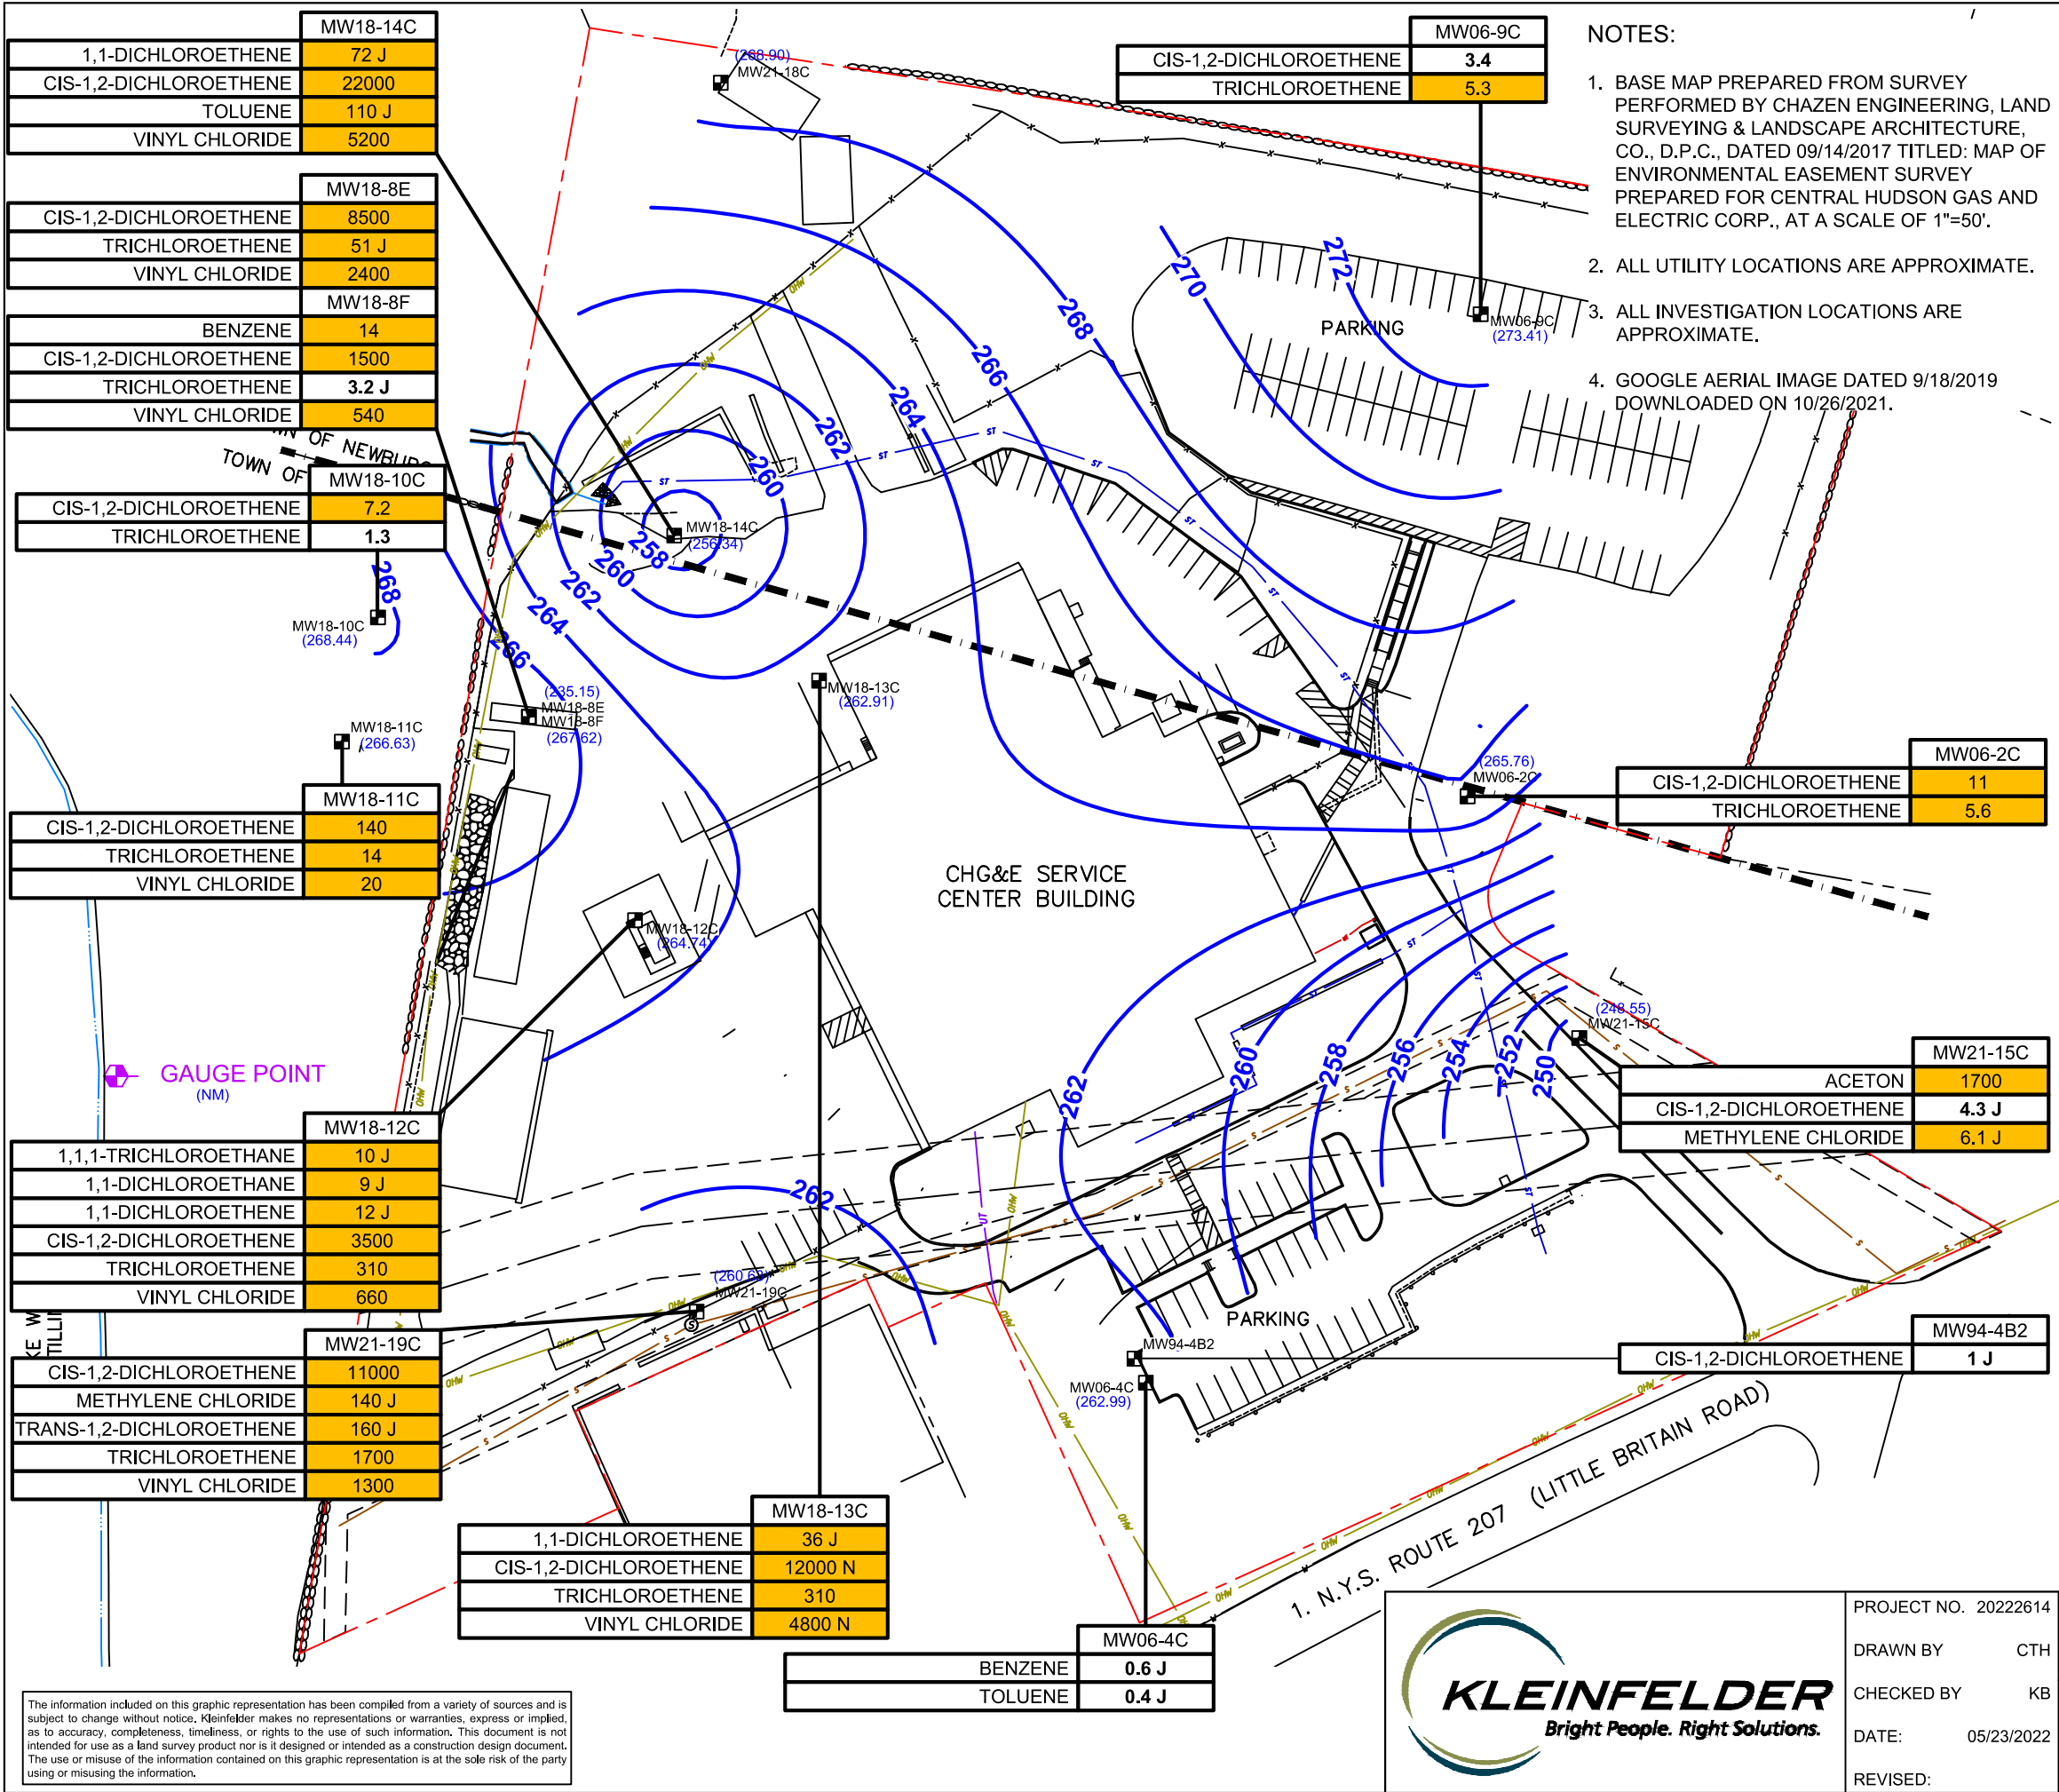 MW18-14C
1,1-DICHLOROETHENE 72 J
CIS-1,2-DICHLOROETHENE 22000
TOLUENE 110 J
VINYL CHLORIDE 5200
MW18-8E
CIS-1,2-DICHLOROETHENE 8500
TRICHLOROETHENE 51 J
VINYL CHLORIDE 2400
MW18-8F
BENZENE 14
CIS-1,2-DICHLOROETHENE 1500
TRICHLOROETHENE 3.2 J
VINYL CHLORIDE 540
MW18-10C
CIS-1,2-DICHLOROETHENE 7.2
TRICHLOROETHENE 1.3
MW18-11C
CIS-1,2-DICHLOROETHENE 140
TRICHLOROETHENE 14
VINYL CHLORIDE 20
MW18-12C
1,1,1-TRICHLOROETHANE 10 J
1,1-DICHLOROETHANE 9 J
1,1-DICHLOROETHENE 12 J
CIS-1,2-DICHLOROETHENE 3500
TRICHLOROETHENE 310
VINYL CHLORIDE 660
MW21-19C
CIS-1,2-DICHLOROETHENE 11000
METHYLENE CHLORIDE 140 J
TRANS-1,2-DICHLOROETHENE 160 J
TRICHLOROETHENE 1700
VINYL CHLORIDE 1300
MW18-13C
1,1-DICHLOROETHENE 36 J
CIS-1,2-DICHLOROETHENE 12000 N
TRICHLOROETHENE 310
VINYL CHLORIDE 4800 N
MW06-4C
BENZENE 0.6 J
TOLUENE 0.4 J
MW06-9C
CIS-1,2-DICHLOROETHENE 3.4
TRICHLOROETHENE 5.3
MW06-2C
CIS-1,2-DICHLOROETHENE 11
TRICHLOROETHENE 5.6
MW21-15C
ACETON 1700
CIS-1,2-DICHLOROETHENE 4.3 J
METHYLENE CHLORIDE 6.1 J
MW94-4B2
CIS-1,2-DICHLOROETHENE 1 J
NOTES:
1. BASE MAP PREPARED FROM SURVEY
PERFORMED BY CHAZEN ENGINEERING, LAND
SURVEYING & LANDSCAPE ARCHITECTURE,
CO., D.P.C., DATED 09/14/2017 TITLED: MAP OF
ENVIRONMENTAL EASEMENT SURVEY
PREPARED FOR CENTRAL HUDSON GAS AND
ELECTRIC CORP., AT A SCALE OF 1"=50'.
2. ALL UTILITY LOCATIONS ARE APPROXIMATE.
3. ALL INVESTIGATION LOCATIONS ARE
APPROXIMATE.
4. GOOGLE AERIAL IMAGE DATED 9/18/2019
DOWNLOADED ON 10/26/2021.
(268.90)
MW21-18C
MW06-9C
(273.41)
PARKING
272
270
268
266
264
262
260
260
258
262
264
266
268
OF NEWBUR
TOWN OF
MW18-14C
(256.34)
MW18-10C
(268.44)
MW18-13C
(262.91)
(235.15)
MW18-8E
MW18-8F
(267.62)
MW18-11C
(266.63)
(265.76)
MW06-2C
CHG&E SERVICE
CENTER BUILDING
MW18-12C
(264.74)
(248.55)
MW21-15C
262
260
258
256
254
252
250
GAUGE POINT
(NM)
262
(260.63)
MW21-19C
PARKING
MW94-4B2
MW06-4C
(262.99)
1. N.Y.S. ROUTE 207 (LITTLE BRITAIN ROAD)
OHW
ST
UT
S
W
The information included on this graphic representation has been compiled from a variety of sources and is
subject to change without notice. Kleinfelder makes no representations or warranties, express or implied,
as to accuracy, completeness, timeliness, or rights to the use of such information. This document is not
intended for use as a land survey product nor is it designed or intended as a construction design document.
The use or misuse of the information contained on this graphic representation is at the sole risk of the party
using or misusing the information.
KLEINFELDER
Bright People. Right Solutions.
PROJECT NO. 20222614
DRAWN BY CTH
CHECKED BY KB
DATE: 05/23/2022
REVISED: